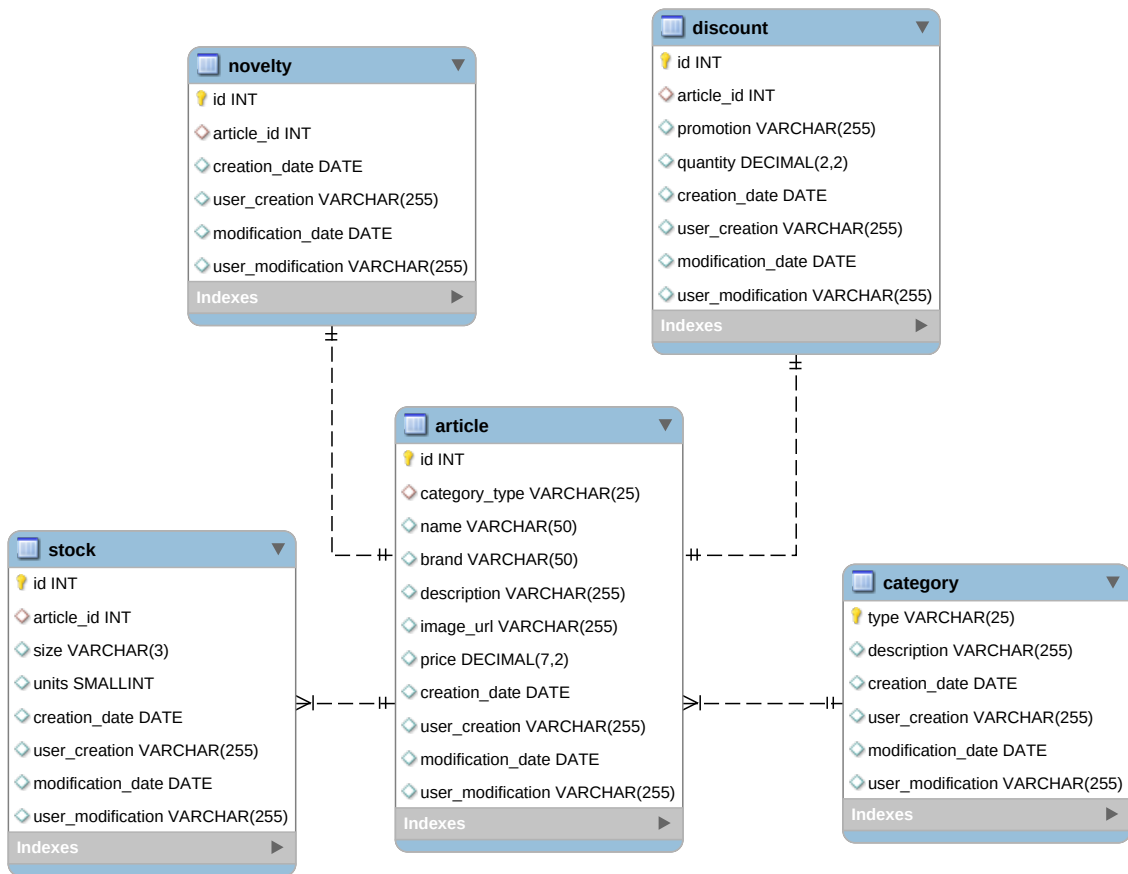 novelty
id INT
article_id INT
creation_date DATE
user_creation VARCHAR(255)
modification_date DATE
user_modification VARCHAR(255)
Indexes
discount
id INT
article_id INT
promotion VARCHAR(255)
quantity DECIMAL(2,2)
creation_date DATE
user_creation VARCHAR(255)
modification_date DATE
user_modification VARCHAR(255)
Indexes
article
id INT
category_type VARCHAR(25)
name VARCHAR(50)
brand VARCHAR(50)
description VARCHAR(255)
image_url VARCHAR(255)
price DECIMAL(7,2)
creation_date DATE
user_creation VARCHAR(255)
modification_date DATE
user_modification VARCHAR(255)
Indexes
stock
id INT
article_id INT
size VARCHAR(3)
units SMALLINT
creation_date DATE
user_creation VARCHAR(255)
modification_date DATE
user_modification VARCHAR(255)
Indexes
category
type VARCHAR(25)
description VARCHAR(255)
creation_date DATE
user_creation VARCHAR(255)
modification_date DATE
user_modification VARCHAR(255)
Indexes